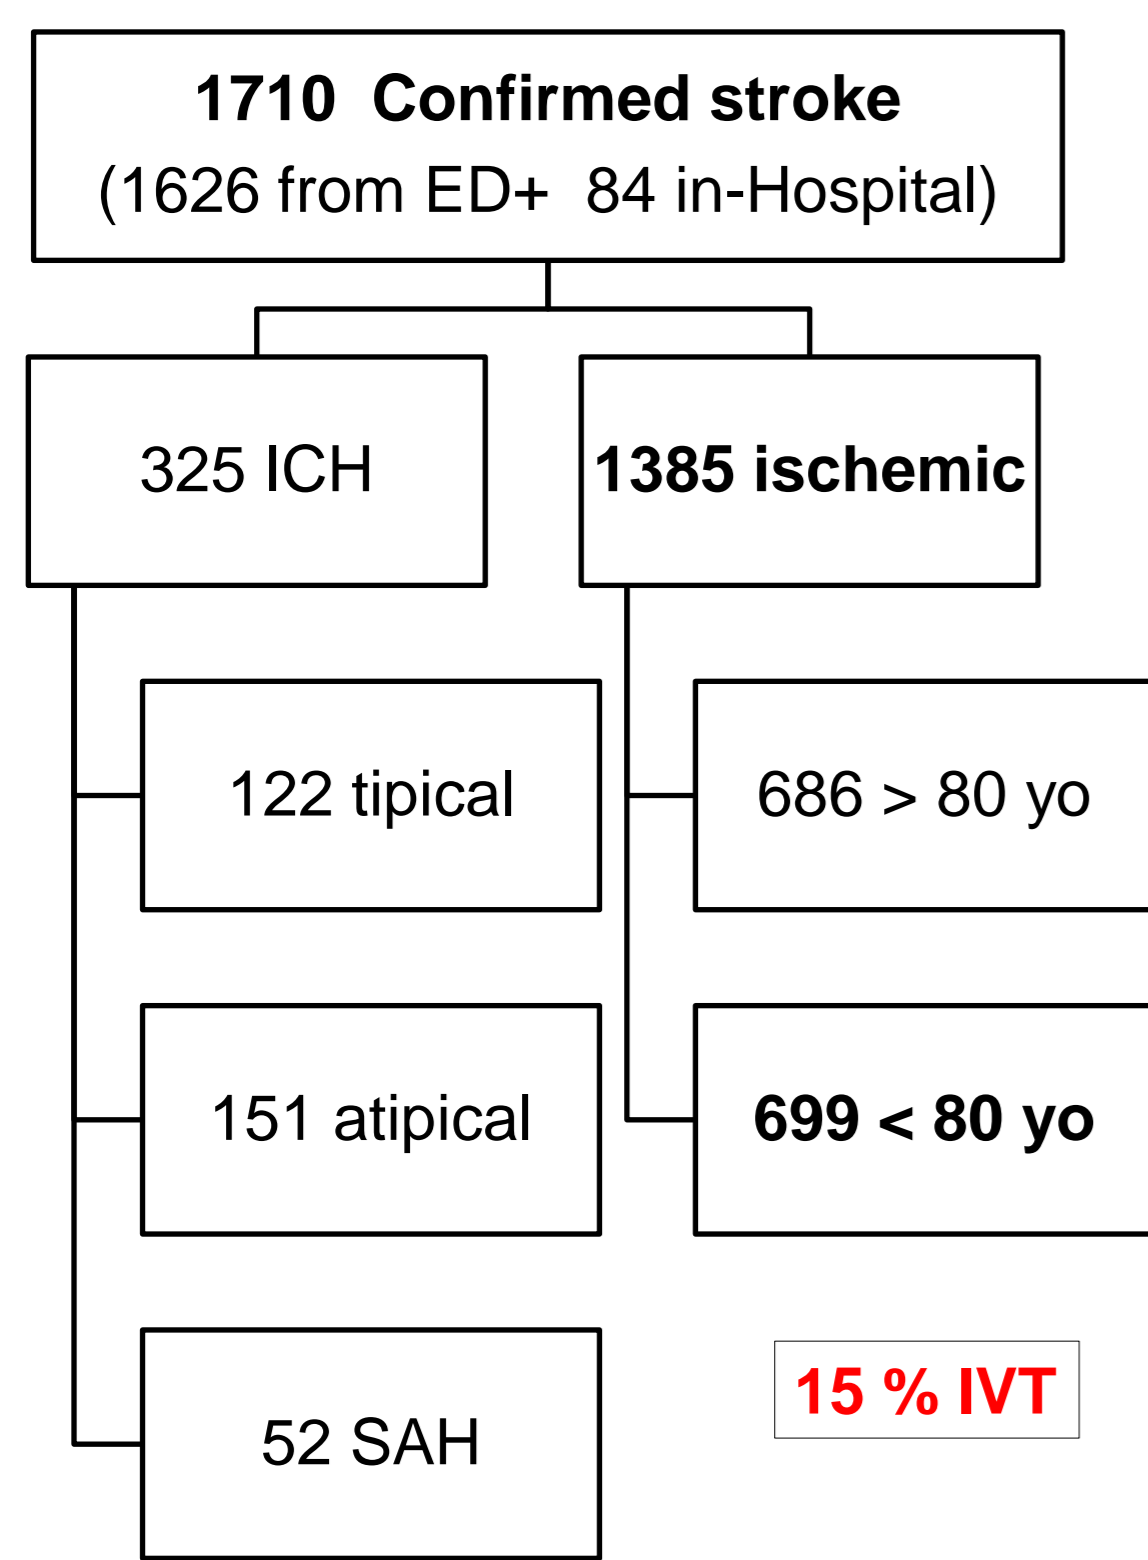 1710 Confirmed stroke
(1626 from ED+ 84 in-Hospital)
325 ICH
1385 ischemic
122 tipical
686 > 80 yo
151 atipical
699 < 80 yo
52 SAH
15 % IVT